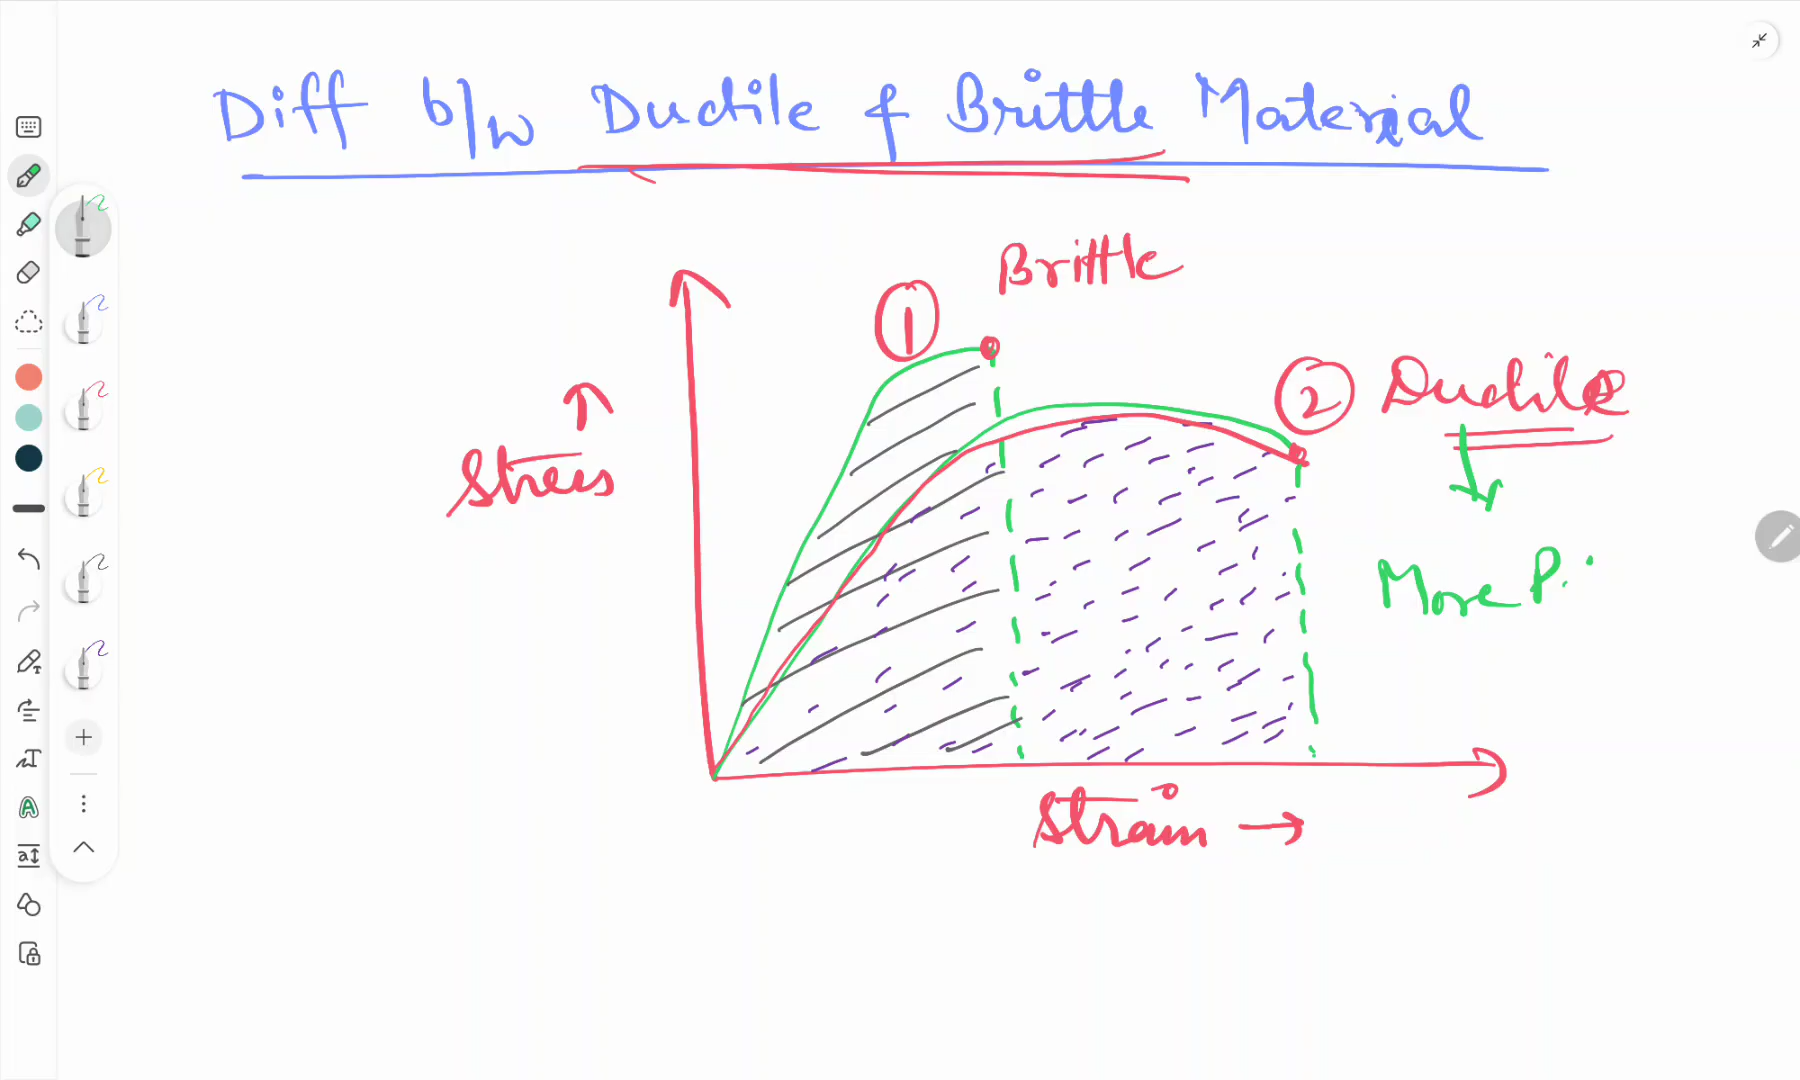 Diff b/w Ductile & Brittle Material
Brittle
1
2 Ductile
Stress
More P.
Strain